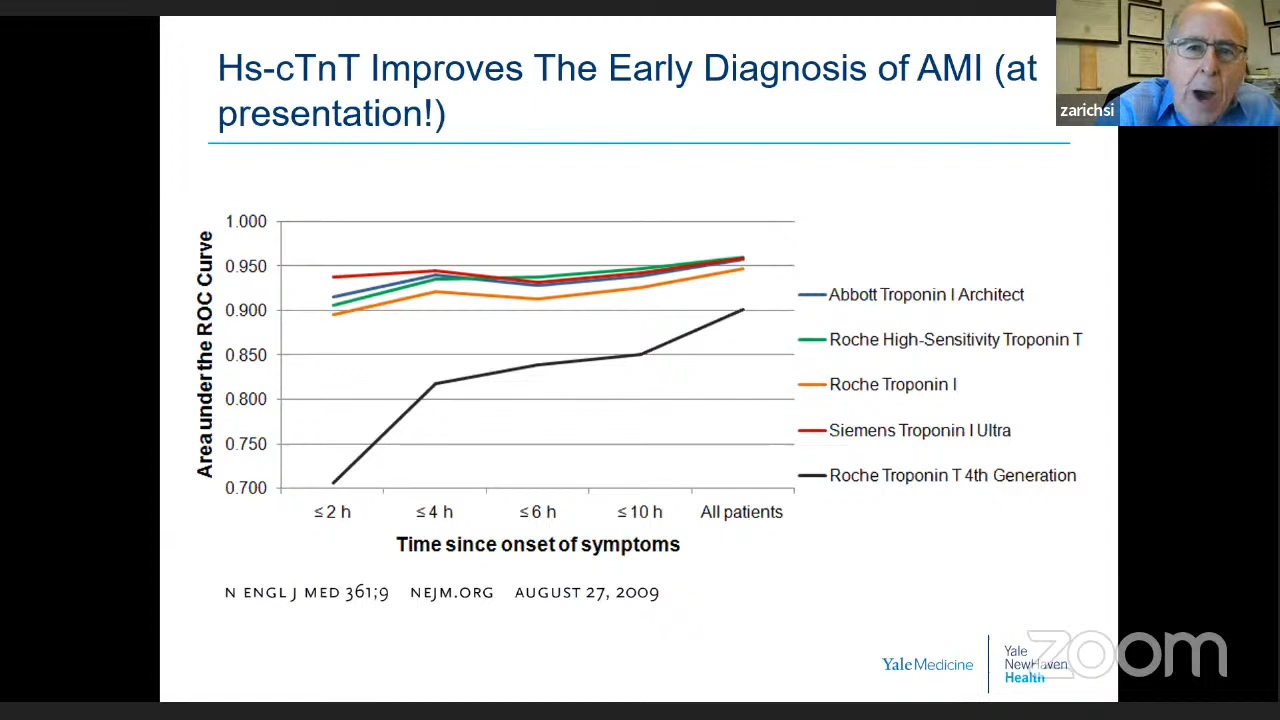 Hs-cTnT Improves The Early Diagnosis of AMI (at
presentation!)
zarichsi
Area under the ROC Curve
1.000
0.950
0.900
0.850
0.800
0.750
0.700
≤ 2 h
≤ 4 h
≤ 6 h
≤ 10 h
All patients
Time since onset of symptoms
Abbott Troponin I Architect
Roche High-Sensitivity Troponin T
Roche Troponin I
Siemens Troponin I Ultra
Roche Troponin T 4th Generation
N ENGL J MED 361;9 NEJM.ORG AUGUST 27, 2009
Yale Medicine
Yale
NewHaven
Health
zoom